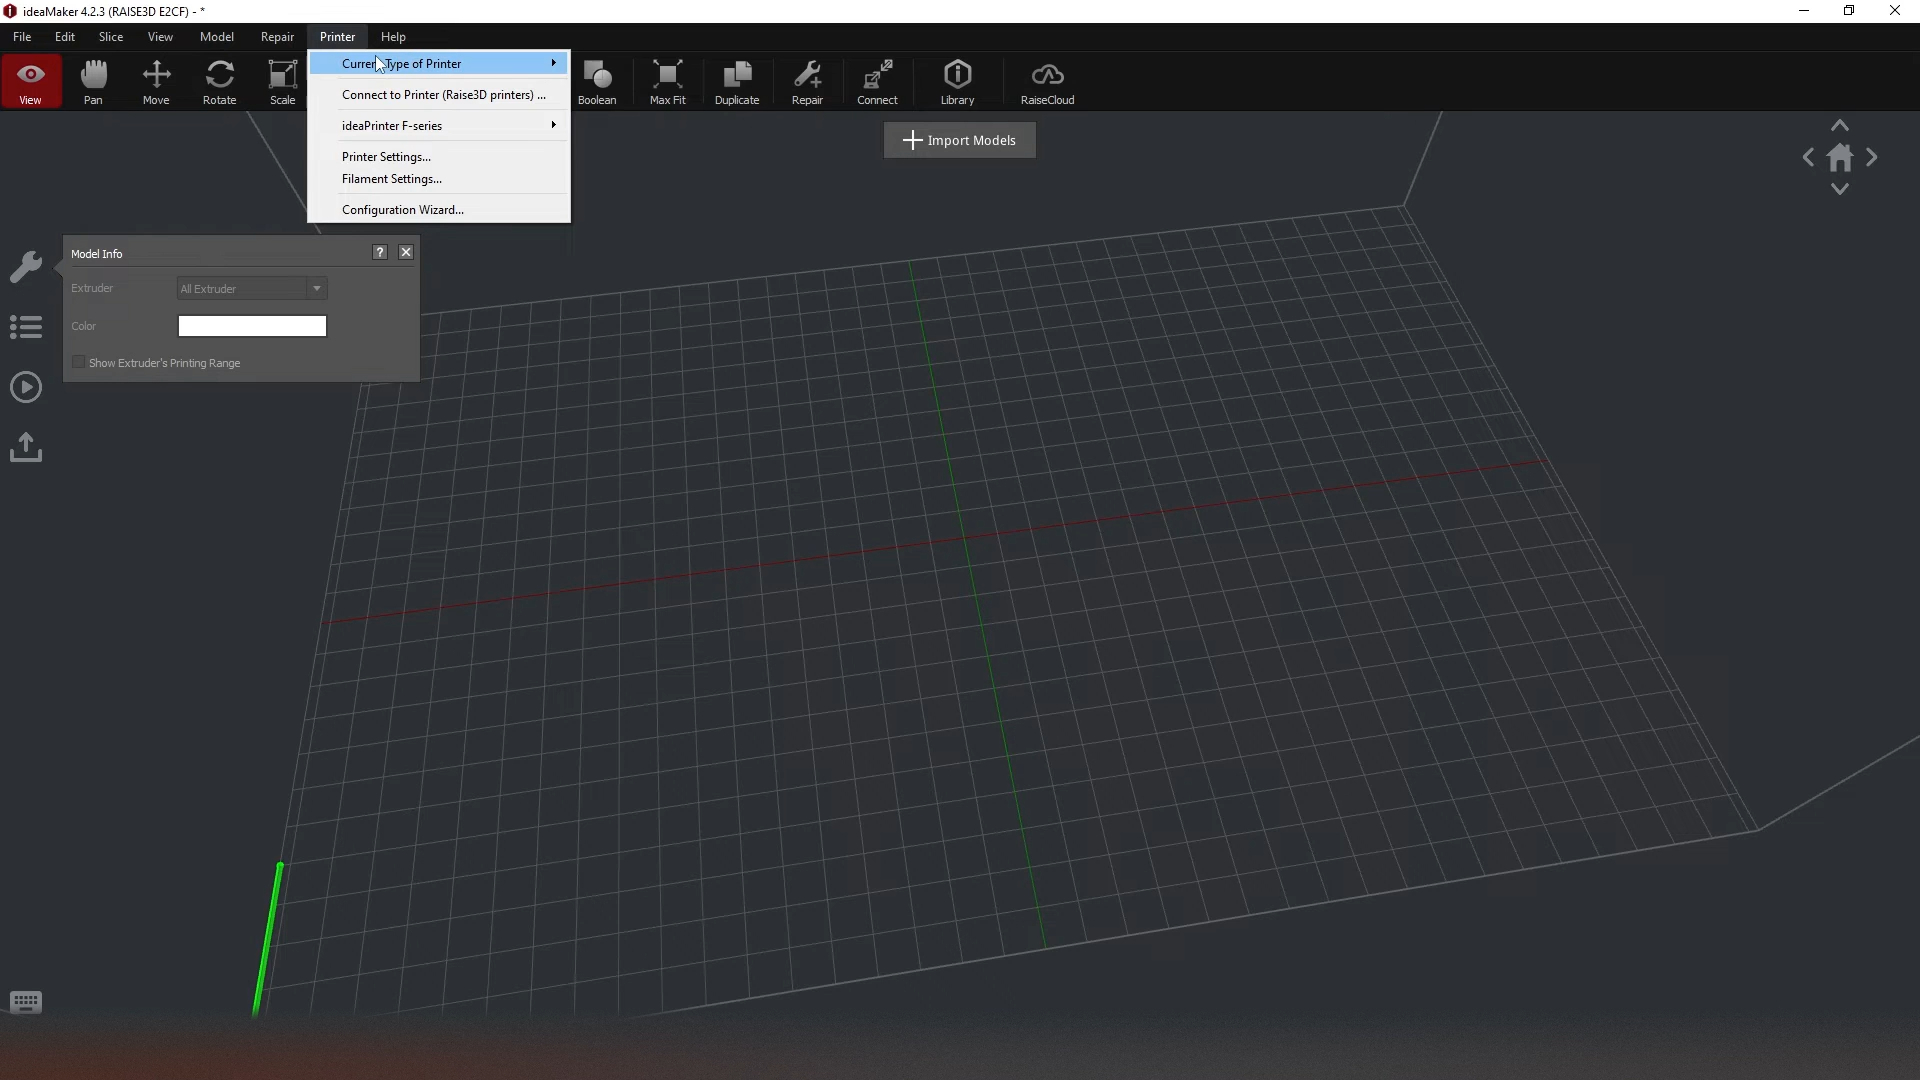 ideaMaker 4.2.3 (RAISE3D E2CF) - *
File Edit Slice View Model Repair Printer Help
View Pan Move Rotate Scale Boolean Max Fit Duplicate Repair Connect Library RaiseCloud
Current Type of Printer
Connect to Printer (Raise3D printers) ...
ideaPrinter F-series
Printer Settings...
Filament Settings...
Configuration Wizard...
Import Models
Model Info ?
Extruder All Extruder
Color
Show Extruder's Printing Range